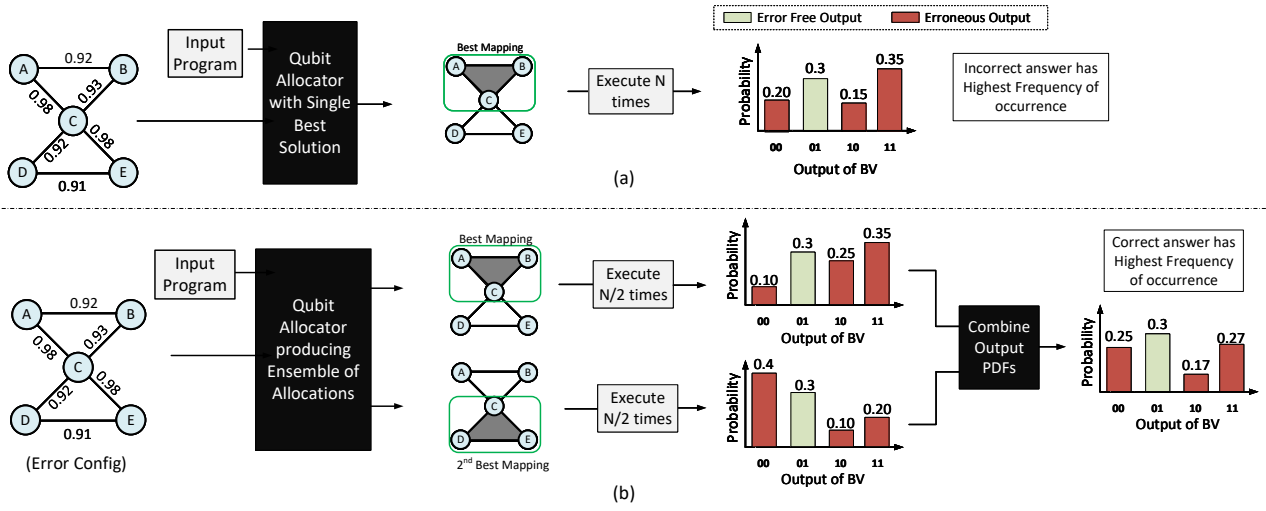 Error Free Output
Erroneous Output
Input
Program
0.92
A
B
0.98
0.93
C
0.92
0.98
D
E
0.91
Qubit
Allocator
with Single
Best
Solution
Best Mapping
A
B
C
D
E
Execute N
times
Probability
0.20
0.3
0.15
0.35
00
01
10
11
Output of BV
Incorrect answer has
Highest Frequency of
occurrence
(a)
Input
Program
0.92
A
B
0.98
0.93
C
0.92
0.98
D
E
0.91
(Error Config)
Qubit
Allocator
producing
Ensemble of
Allocations
Best Mapping
A
B
C
D
E
Execute
N/2 times
Probability
0.10
0.3
0.25
0.35
00
01
10
11
Output of BV
A
B
C
D
E
2nd Best Mapping
Execute
N/2 times
Probability
0.4
0.3
0.10
0.20
00
01
10
11
Output of BV
Combine
Output
PDFs
Correct answer has
Highest Frequency
of occurrence
Probability
0.25
0.3
0.17
0.27
00
01
10
11
Output of BV
(b)